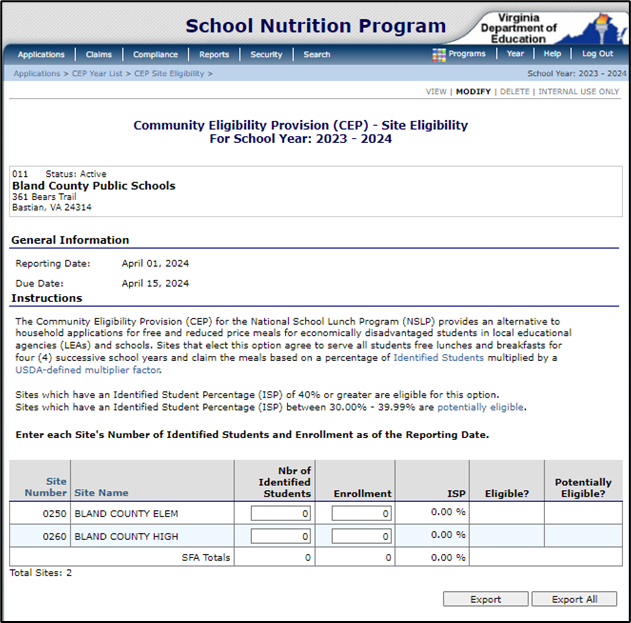 School Nutrition Program
Virginia
Department of
Education
Applications Claims Compliance Reports Security Search Programs Year Help Log Out
Applications > CEP Year List > CEP Site Eligibility > School Year: 2023 - 2024
VIEW | MODIFY | DELETE | INTERNAL USE ONLY
Community Eligibility Provision (CEP) - Site Eligibility
For School Year: 2023 - 2024
011 Status: Active
Bland County Public Schools
361 Bears Trail
Bastian, VA 24314
General Information
Reporting Date: April 01, 2024
Due Date: April 15, 2024
Instructions
The Community Eligibility Provision (CEP) for the National School Lunch Program (NSLP) provides an alternative to
household applications for free and reduced price meals for economically disadvantaged students in local educational
agencies (LEAs) and schools. Sites that elect this option agree to serve all students free lunches and breakfasts for
four (4) successive school years and claim the meals based on a percentage of Identified Students multiplied by a
USDA-defined multiplier factor.
Sites which have an Identified Student Percentage (ISP) of 40% or greater are eligible for this option.
Sites which have an Identified Student Percentage (ISP) between 30.00% - 39.99% are potentially eligible.
Enter each Site's Number of Identified Students and Enrollment as of the Reporting Date.
Site Number Site Name Nbr of Identified Students Enrollment ISP Eligible? Potentially Eligible?
0250 BLAND COUNTY ELEM 0 0 0.00 %
0260 BLAND COUNTY HIGH 0 0 0.00 %
SFA Totals 0 0 0.00 %
Total Sites: 2
Export Export All